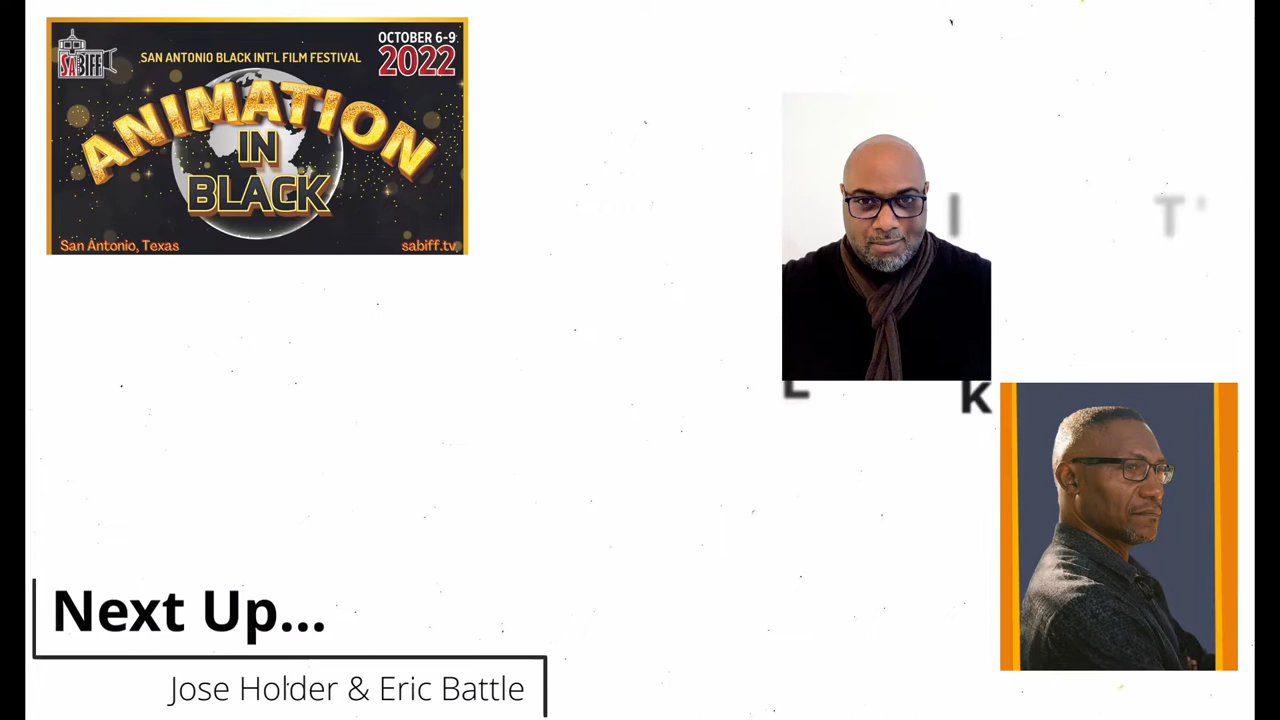 OCTOBER 6-9
2022
SABIFF
SAN ANTONIO BLACK INT'L FILM FESTIVAL
ANIMATION
IN
BLACK
San Antonio, Texas
sabiff.tv
I T'
L K
Next Up...
Jose Holder & Eric Battle